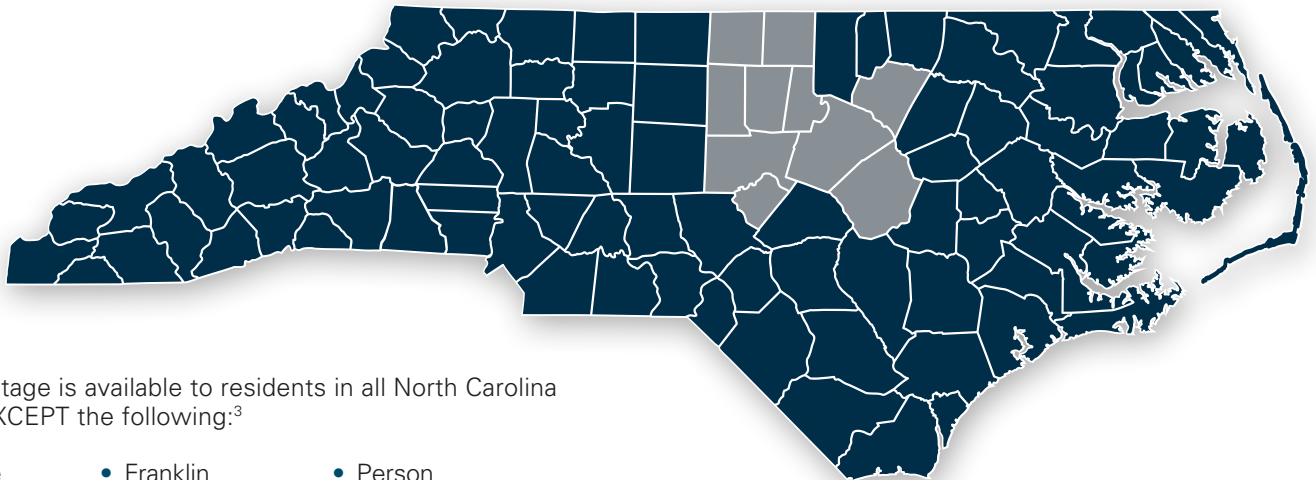 tage is available to residents in all North Carolina
XCEPT the following:³
• Franklin
• Person